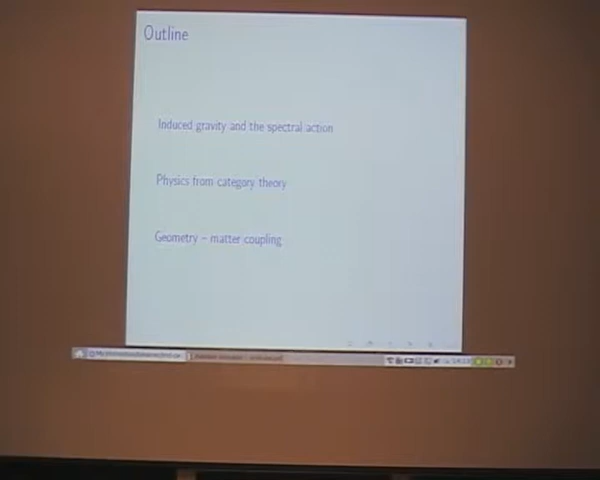 Outline
Induced gravity and the spectral action
Physics from category theory
Geometry – matter coupling